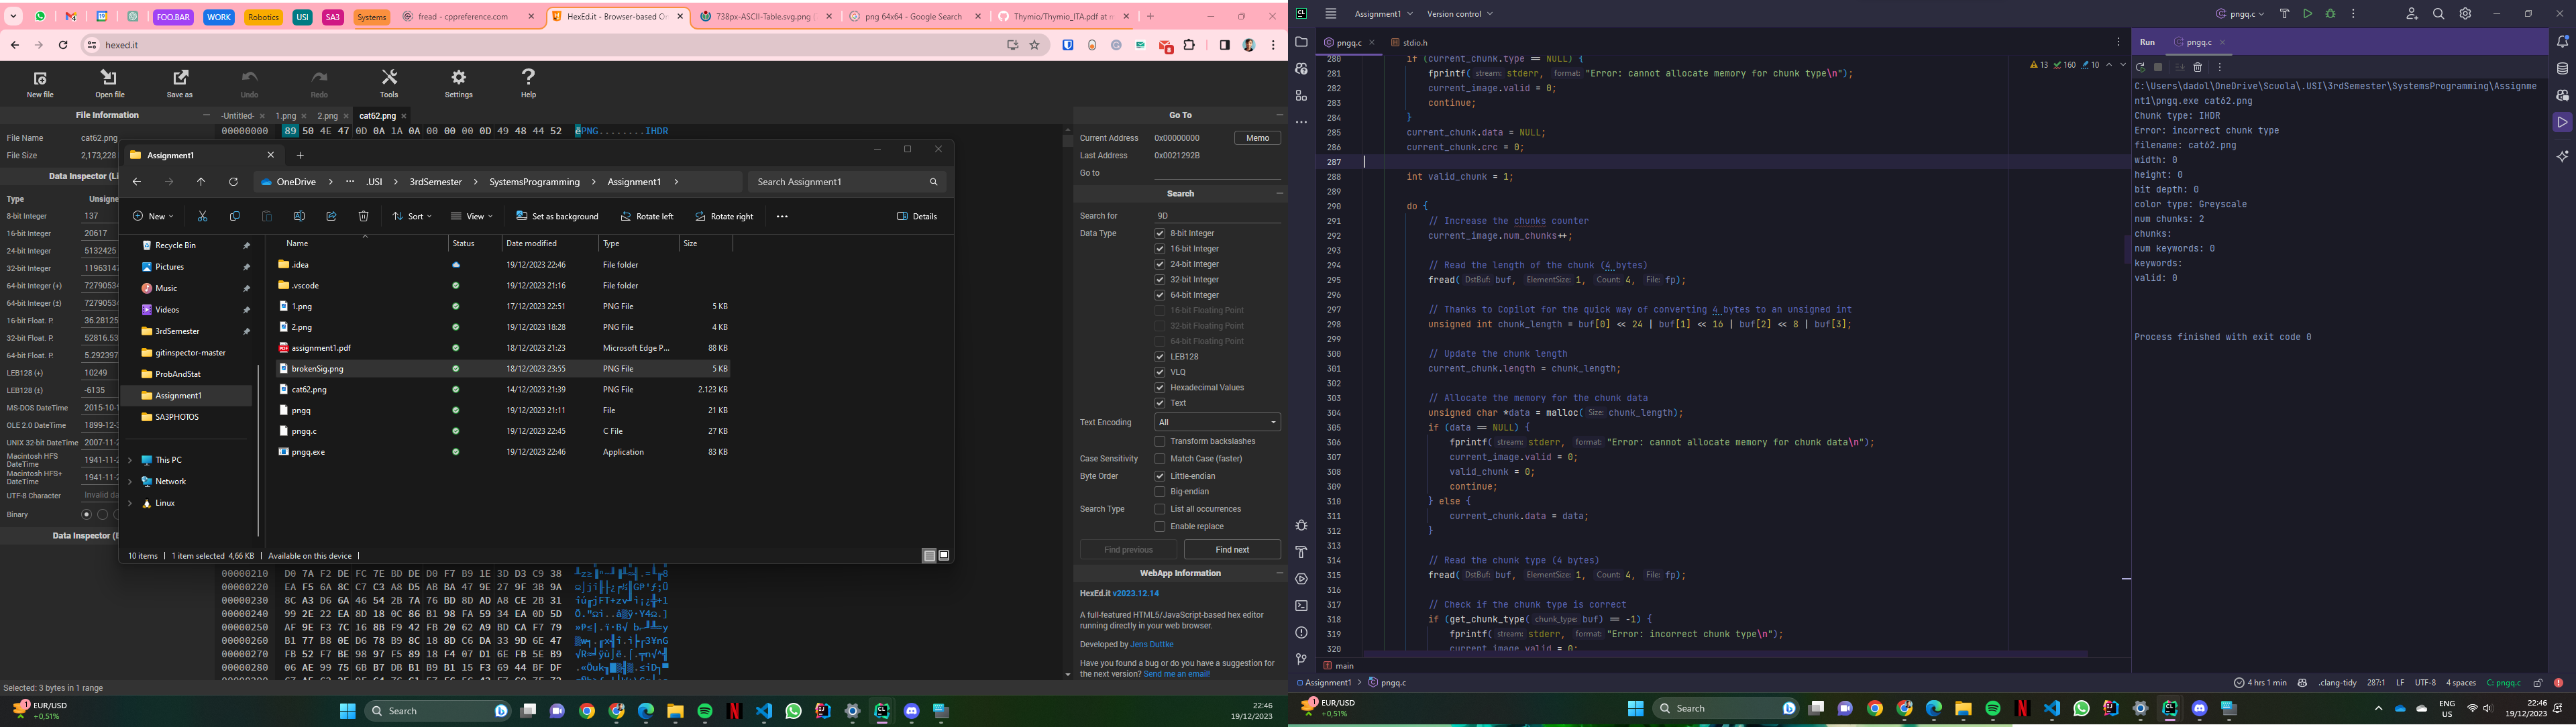 FOO.BAR
WORK
Robotics
USI
SA3
Systems
fread - cppreference.com
HexEd.it - Browser-based On
738px-ASCII-Table.svg.png (
png 64x64 - Google Search
Thymio/Thymio_ITA.pdf at m
hexed.it
New file
Open file
Save as
Undo
Redo
Tools
Settings
Help
File Information
-Untitled-
1.png
2.png
cat62.png
File Name
cat62.png
File Size
2,173,228
00000000 89 50 4E 47 0D 0A 1A 0A 00 00 00 0D 49 48 44 52 ëPNG........IHDR
Data Inspector (Li
Type
Unsigne
8-bit Integer
137
16-bit Integer
20617
24-bit Integer
5132425
32-bit Integer
11963147
64-bit Integer (+)
72790534
64-bit Integer (±)
72790534
16-bit Float. P.
36.28125
32-bit Float. P.
52816.53
64-bit Float. P.
5.292397
LEB128 (+)
10249
LEB128 (±)
-6135
MS-DOS DateTime
2015-10-1
OLE 2.0 DateTime
1899-12-3
UNIX 32-bit DateTime
2007-11-2
Macintosh HFS DateTime
1941-11-2
Macintosh HFS+ DateTime
1941-11-2
UTF-8 Character
Invalid da
Binary
Data Inspector (B
Assignment1
OneDrive
.USI
3rdSemester
SystemsProgramming
Assignment1
Search Assignment1
New
Sort
View
Set as background
Rotate left
Rotate right
Details
Recycle Bin
Pictures
Music
Videos
3rdSemester
gitinspector-master
ProbAndStat
Assignment1
SA3PHOTOS
This PC
Network
Linux
Name Status Date modified Type Size
.idea 19/12/2023 22:46 File folder
.vscode 19/12/2023 21:16 File folder
1.png 17/12/2023 22:51 PNG File 5 KB
2.png 19/12/2023 18:28 PNG File 4 KB
assignment1.pdf 18/12/2023 21:23 Microsoft Edge P... 88 KB
brokenSig.png 18/12/2023 23:55 PNG File 5 KB
cat62.png 14/12/2023 21:39 PNG File 2.123 KB
pngq 19/12/2023 21:11 File 21 KB
pngq.c 19/12/2023 22:45 C File 27 KB
pngq.exe 19/12/2023 22:46 Application 83 KB
10 items
1 item selected 4,66 KB
Available on this device
00000210 D0 7A F2 DE FC 7E BD DE D0 F7 B9 1E 3D D3 C9 38
00000220 EA F5 6A 8C C7 C3 A8 D5 AB BA 47 9E 27 9F 3B 9A
00000230 8C A3 D6 6A 46 54 2B 7A 76 BD 8D AD A8 CE 2B 31
00000240 99 2E 22 EA 8D 18 0C 86 B1 98 FA 59 34 EA 0D 5D
00000250 AF 9E F3 7C 16 8B F9 42 FB 20 62 A9 BD CA F7 79
00000260 B1 77 B8 0E D6 78 B9 8C 18 8D C6 DA 33 9D 6E 47
00000270 FB 52 F7 BE 98 97 F5 89 18 F4 07 D1 6E FB 5E B9
00000280 06 AE 99 75 6B B7 DB B1 B9 B1 15 F3 69 44 BF DF
Selected: 3 bytes in 1 range
Go To
Current Address
0x00000000
Memo
Last Address
0x0021292B
Go to
Search
Search for
9D
Data Type
8-bit Integer
16-bit Integer
24-bit Integer
32-bit Integer
64-bit Integer
16-bit Floating Point
32-bit Floating Point
64-bit Floating Point
LEB128
VLQ
Hexadecimal Values
Text
Text Encoding
All
Transform backslashes
Case Sensitivity
Match Case (faster)
Byte Order
Little-endian
Big-endian
Search Type
List all occurrences
Enable replace
Find previous
Find next
WebApp Information
HexEd.it v2023.12.14
A full-featured HTML5/JavaScript-based hex editor
running directly in your web browser.
Developed by Jens Duttke
Have you found a bug or do you have a suggestion for
the next version? Send me an email!
EUR/USD
+0,51%
Search
22:46
19/12/2023
Assignment1
Version control
pngq.c
pngq.c
stdio.h
13 160 10
280 if (current_chunk.type == NULL) {
281 fprintf( stream: stderr, format: "Error: cannot allocate memory for chunk type\n");
282 current_image.valid = 0;
283 continue;
284 }
285 current_chunk.data = NULL;
286 current_chunk.crc = 0;
287
288 int valid_chunk = 1;
289
290 do {
291 // Increase the chunks counter
292 current_image.num_chunks++;
293
294 // Read the length of the chunk (4 bytes)
295 fread( DstBuf: buf, ElementSize: 1, Count: 4, File: fp);
296
297 // Thanks to Copilot for the quick way of converting 4 bytes to an unsigned int
298 unsigned int chunk_length = buf[0] << 24 | buf[1] << 16 | buf[2] << 8 | buf[3];
299
300 // Update the chunk length
301 current_chunk.length = chunk_length;
302
303 // Allocate the memory for the chunk data
304 unsigned char *data = malloc( Size: chunk_length);
305 if (data == NULL) {
306 fprintf( stream: stderr, format: "Error: cannot allocate memory for chunk data\n");
307 current_image.valid = 0;
308 valid_chunk = 0;
309 continue;
310 } else {
311 current_chunk.data = data;
312 }
313
314 // Read the chunk type (4 bytes)
315 fread( DstBuf: buf, ElementSize: 1, Count: 4, File: fp);
316
317 // Check if the chunk type is correct
318 if (get_chunk_type( chunk_type: buf) == -1) {
319 fprintf( stream: stderr, format: "Error: incorrect chunk type\n");
320 current_image.valid = 0;
main
Run
pngq.c
C:\Users\dadol\OneDrive\Scuola\.USI\3rdSemester\SystemsProgramming\Assignme
nt1\pngq.exe cat62.png
Chunk type: IHDR
Error: incorrect chunk type
filename: cat62.png
width: 0
height: 0
bit depth: 0
color type: Greyscale
num chunks: 2
chunks:
num keywords: 0
keywords:
valid: 0
Process finished with exit code 0
Assignment1
pngq.c
4 hrs 1 min
.clang-tidy
287:1
LF
UTF-8
4 spaces
C: pngq.c
EUR/USD
+0,51%
Search
ENG
US
22:46
19/12/2023